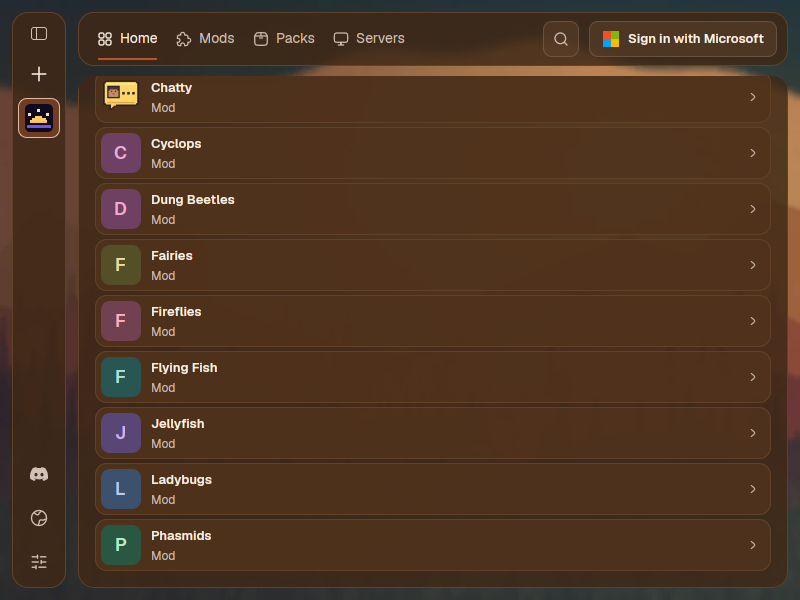 Home
Mods
Packs
Servers
Sign in with Microsoft
Chatty
Mod
C
Cyclops
Mod
D
Dung Beetles
Mod
F
Fairies
Mod
F
Fireflies
Mod
F
Flying Fish
Mod
J
Jellyfish
Mod
L
Ladybugs
Mod
P
Phasmids
Mod